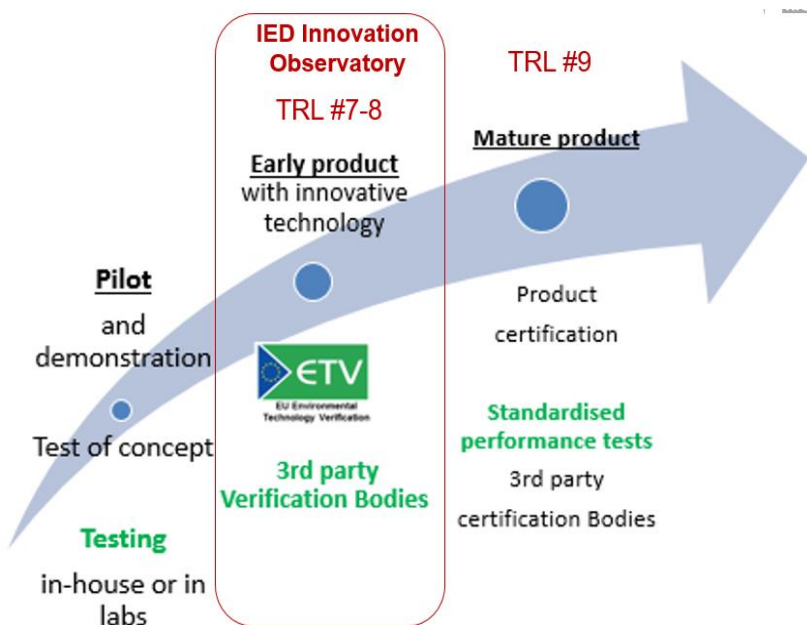 1
IED Innovation
Observatory
TRL #7-8
TRL #9
Early product
with innovative
technology
Mature product
Pilot
and
demonstration
Test of concept
Testing
in-house or in
labs
ETV
EU Environmental
Technology Verification
3rd party
Verification Bodies
Product
certification
Standardised
performance tests
3rd party
certification Bodies